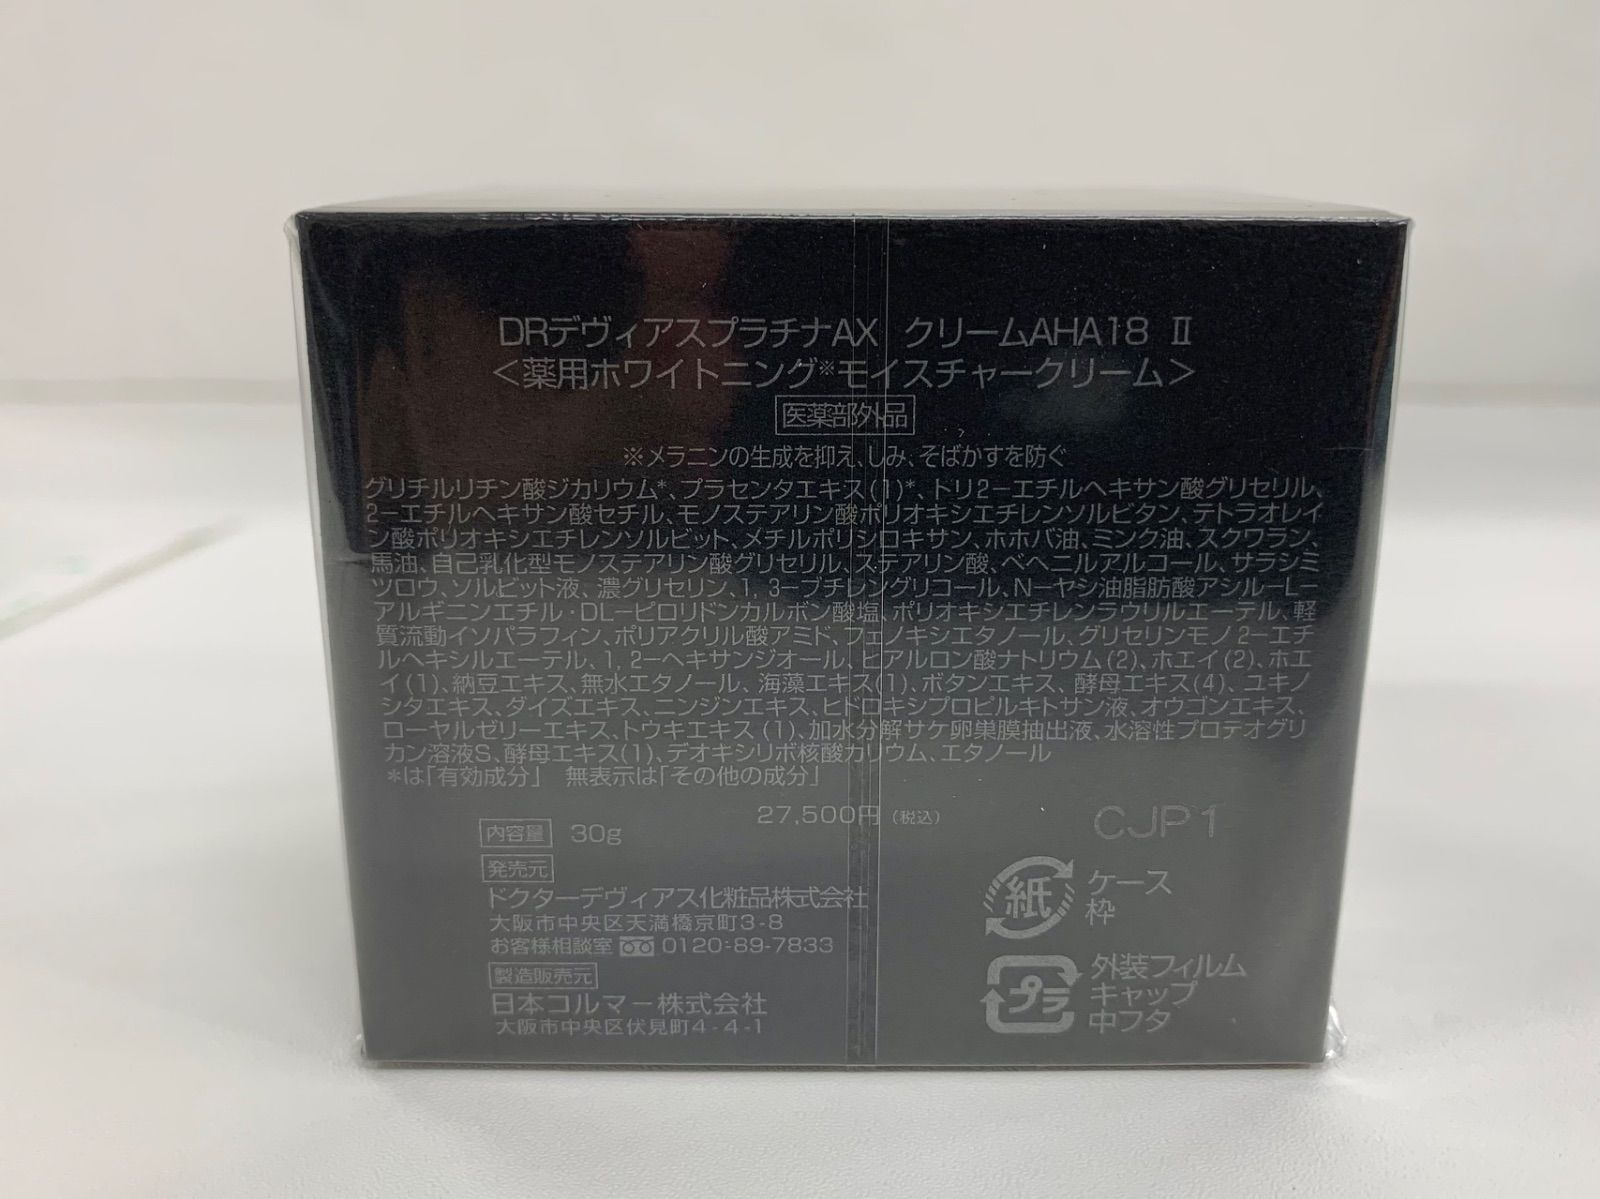 DRデヴィアスプラチナAX クリームAHA18 Ⅱ
<薬用ホワイトニング※モイスチャークリーム>
医薬部外品
※メラニンの生成を抑え、しみ、そばかすを防ぐ
グリチルリチン酸ジカリウム*、プラセンタエキス(1)*、トリ2-エチルヘキサン酸グリセリル、
2-エチルヘキサン酸セチル、モノステアリン酸ポリオキシエチレンソルビタン、テトラオレイ
ン酸ポリオキシエチレンソルビット、メチルポリシロキサン、ホホバ油、ミンク油、スクワラン、
馬油、自己乳化型モノステアリン酸グリセリル、ステアリン酸、ベヘニルアルコール、サラシミ
ツロウ、ソルビット液、濃グリセリン、1,3-ブチレングリコール、N-ヤシ油脂肪酸アシル-L-
アルギニンエチル・DL-ピロリドンカルボン酸塩、ポリオキシエチレンラウリルエーテル、軽
質流動イソパラフィン、ポリアクリル酸アミド、フェノキシエタノール、グリセリンモノ2-エチ
ルヘキシルエーテル、1,2-ヘキサンジオール、ヒアルロン酸ナトリウム(2)、ホエイ(2)、ホエ
イ(1)、納豆エキス、無水エタノール、海藻エキス(1)、ボタンエキス、酵母エキス(4)、ユキノ
シタエキス、ダイズエキス、ニンジンエキス、ヒドロキシプロピルキトサン液、オウゴンエキス、
ローヤルゼリーエキス、トウキエキス(1)、加水分解サケ卵巣膜抽出液、水溶性プロテオグリ
カン溶液S、酵母エキス(1)、デオキシリボ核酸カリウム、エタノール
*は「有効成分」 無表示は「その他の成分」
27,500円(税込)
内容量 30g
CJP1
発売元
ドクターデヴィアス化粧品株式会社
大阪市中央区天満橋京町3-8
お客様相談室 0120-89-7833
製造販売元
日本コルマー株式会社
大阪市中央区伏見町4-4-1
紙 ケース
枠
プラ 外装フィルム
キャップ
中フタ